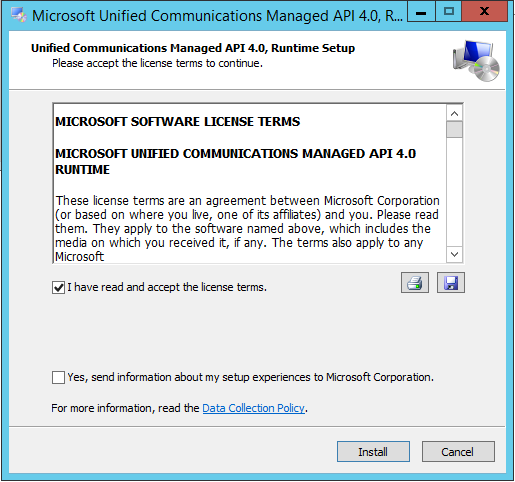 Microsoft Unified Communications Managed API 4.0, R...
Unified Communications Managed API 4.0, Runtime Setup
Please accept the license terms to continue.
MICROSOFT SOFTWARE LICENSE TERMS
MICROSOFT UNIFIED COMMUNICATIONS MANAGED API 4.0
RUNTIME
These license terms are an agreement between Microsoft Corporation
(or based on where you live, one of its affiliates) and you. Please read
them. They apply to the software named above, which includes the
media on which you received it, if any. The terms also apply to any
Microsoft
I have read and accept the license terms.
Yes, send information about my setup experiences to Microsoft Corporation.
For more information, read the Data Collection Policy.
Install
Cancel